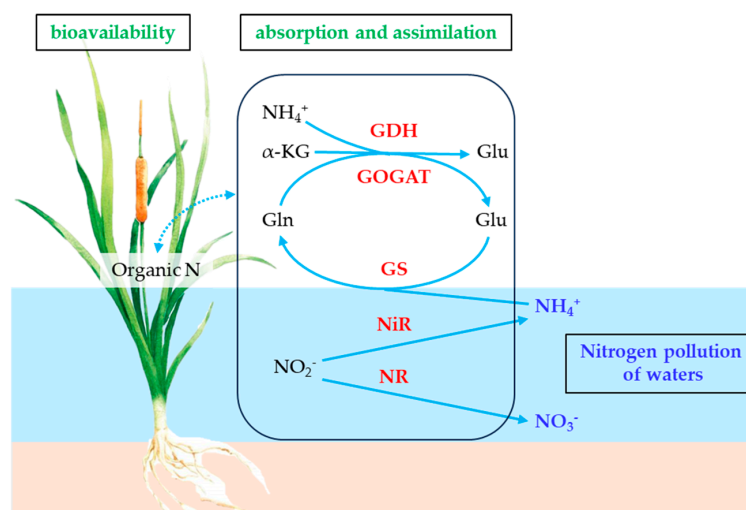 bioavailability
absorption and assimilation
NH₄⁺
GDH
α-KG
Glu
GOGAT
Gln
Glu
Organic N
GS
NH₄⁺
NiR
Nitrogen pollution
of waters
NO₂⁻
NR
NO₃⁻